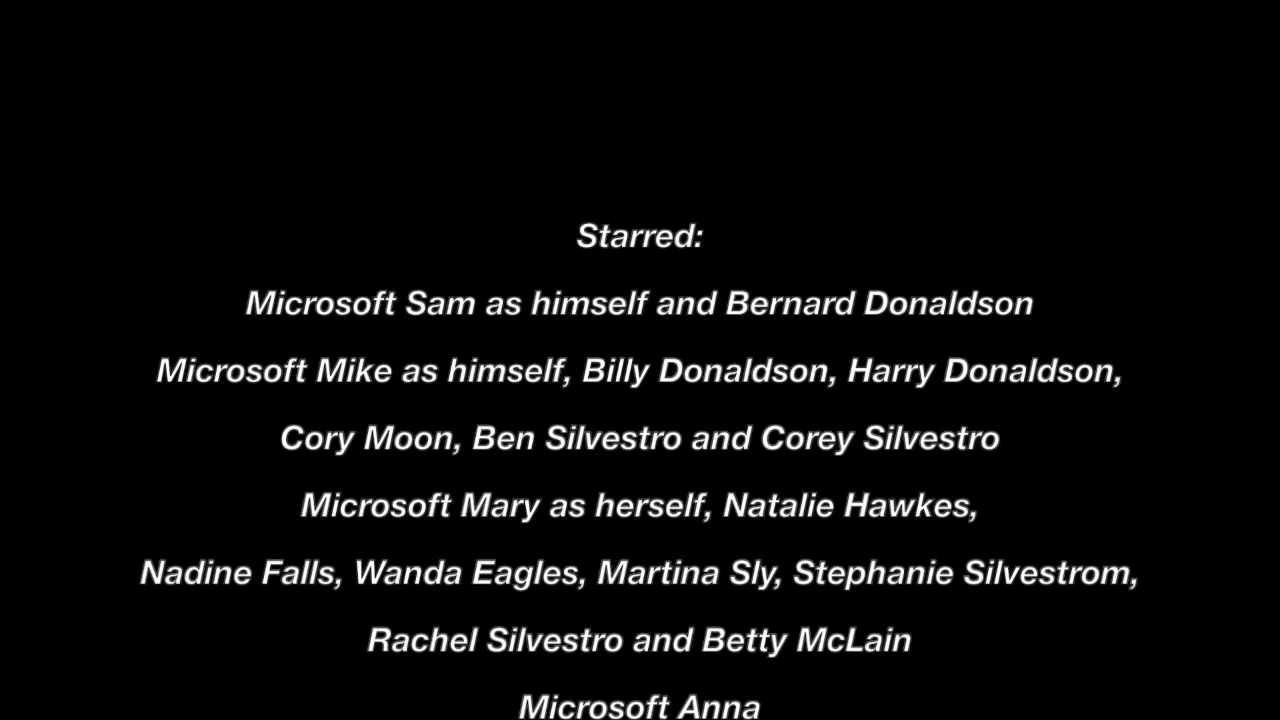 Starred:
Microsoft Sam as himself and Bernard Donaldson
Microsoft Mike as himself, Billy Donaldson, Harry Donaldson,
Cory Moon, Ben Silvestro and Corey Silvestro
Microsoft Mary as herself, Natalie Hawkes,
Nadine Falls, Wanda Eagles, Martina Sly, Stephanie Silvestrom,
Rachel Silvestro and Betty McLain
Microsoft Anna